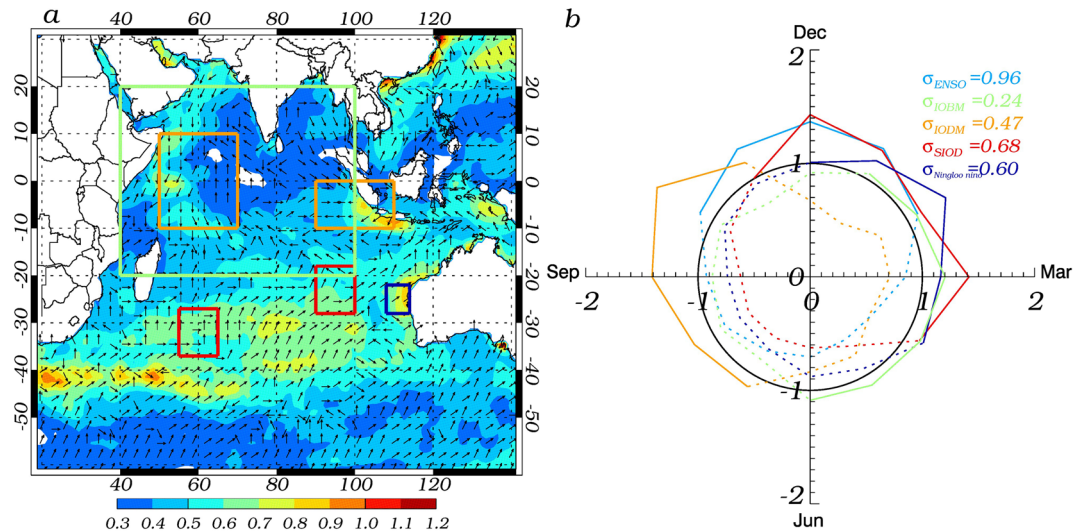 a
40 60 80 100 120
20
10
0
-10
-20
-30
-40
-50
20
10
0
-10
-20
-30
-40
-50
40 60 80 100 120
0.3 0.4 0.5 0.6 0.7 0.8 0.9 1.0 1.1 1.2
b
Dec
2
σENSO =0.96
σIOBM =0.24
σIODM =0.47
σSIOD =0.68
σNingloo nino =0.60
1
Sep
Mar
-2 -1 0 1 2
0
-1
-2
Jun